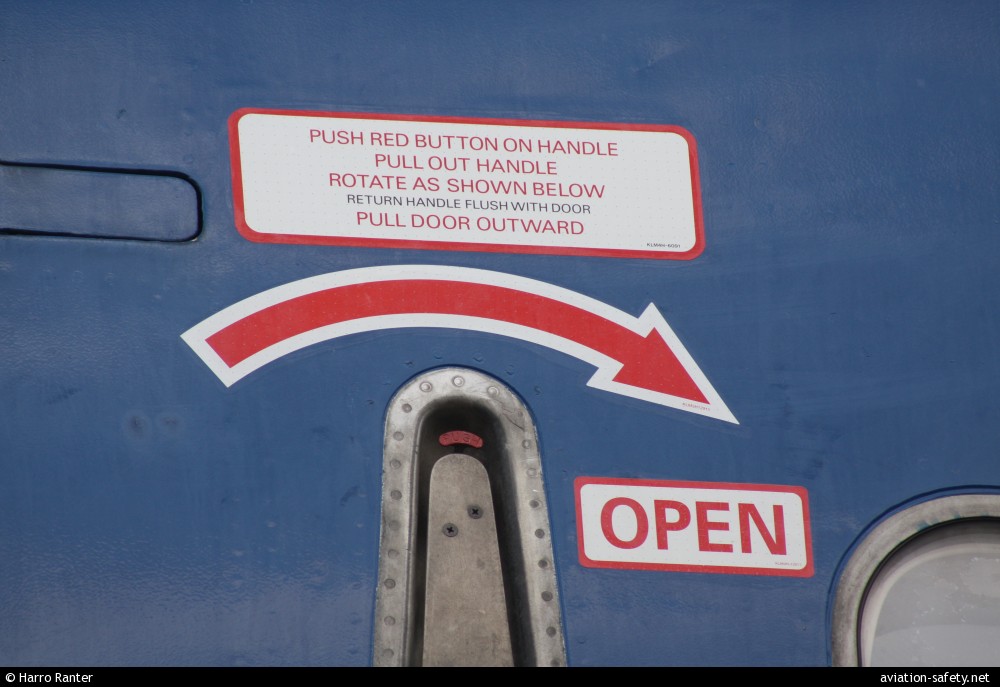 PUSH RED BUTTON ON HANDLE
PULL OUT HANDLE
ROTATE AS SHOWN BELOW
RETURN HANDLE FLUSH WITH DOOR
PULL DOOR OUTWARD
OPEN
© Harro Ranter
aviation-safety.net